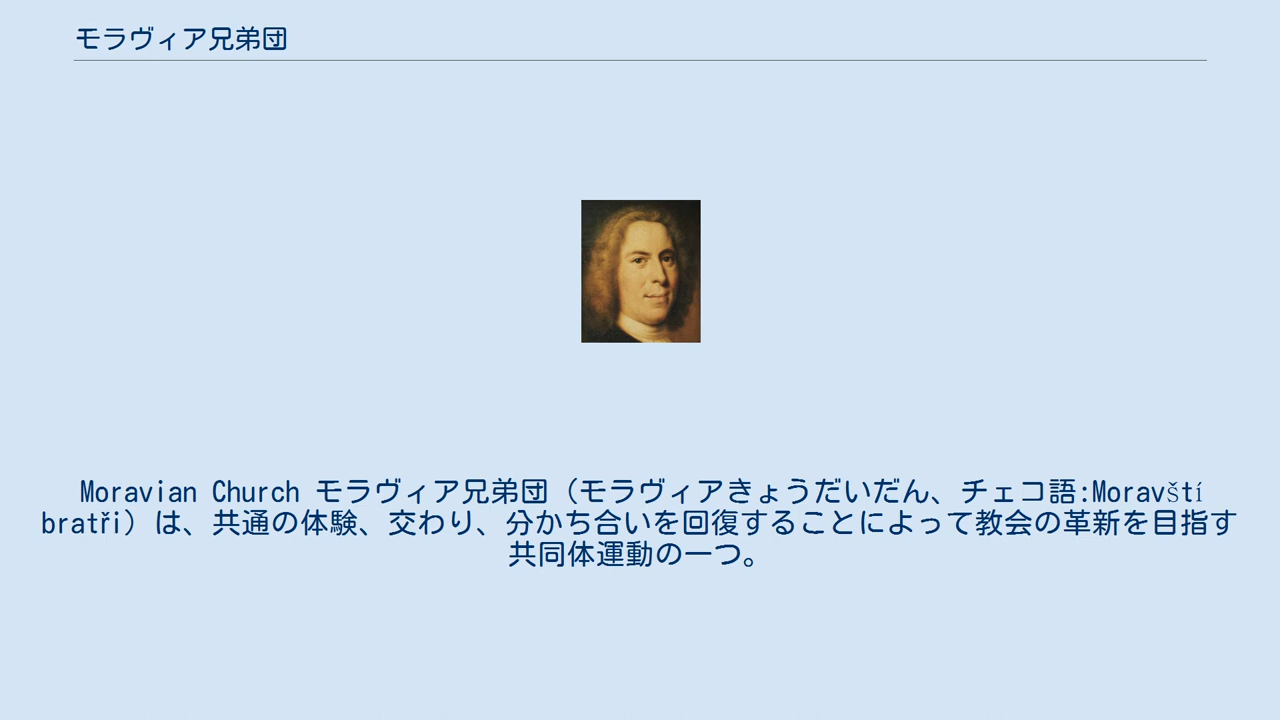 モラヴィア兄弟団
Moravian Church モラヴィア兄弟団（モラヴィアきょうだいだん、チェコ語:Moravští
bratři）は、共通の体験、交わり、分かち合いを回復することによって教会の革新を目指す
共同体運動の一つ。